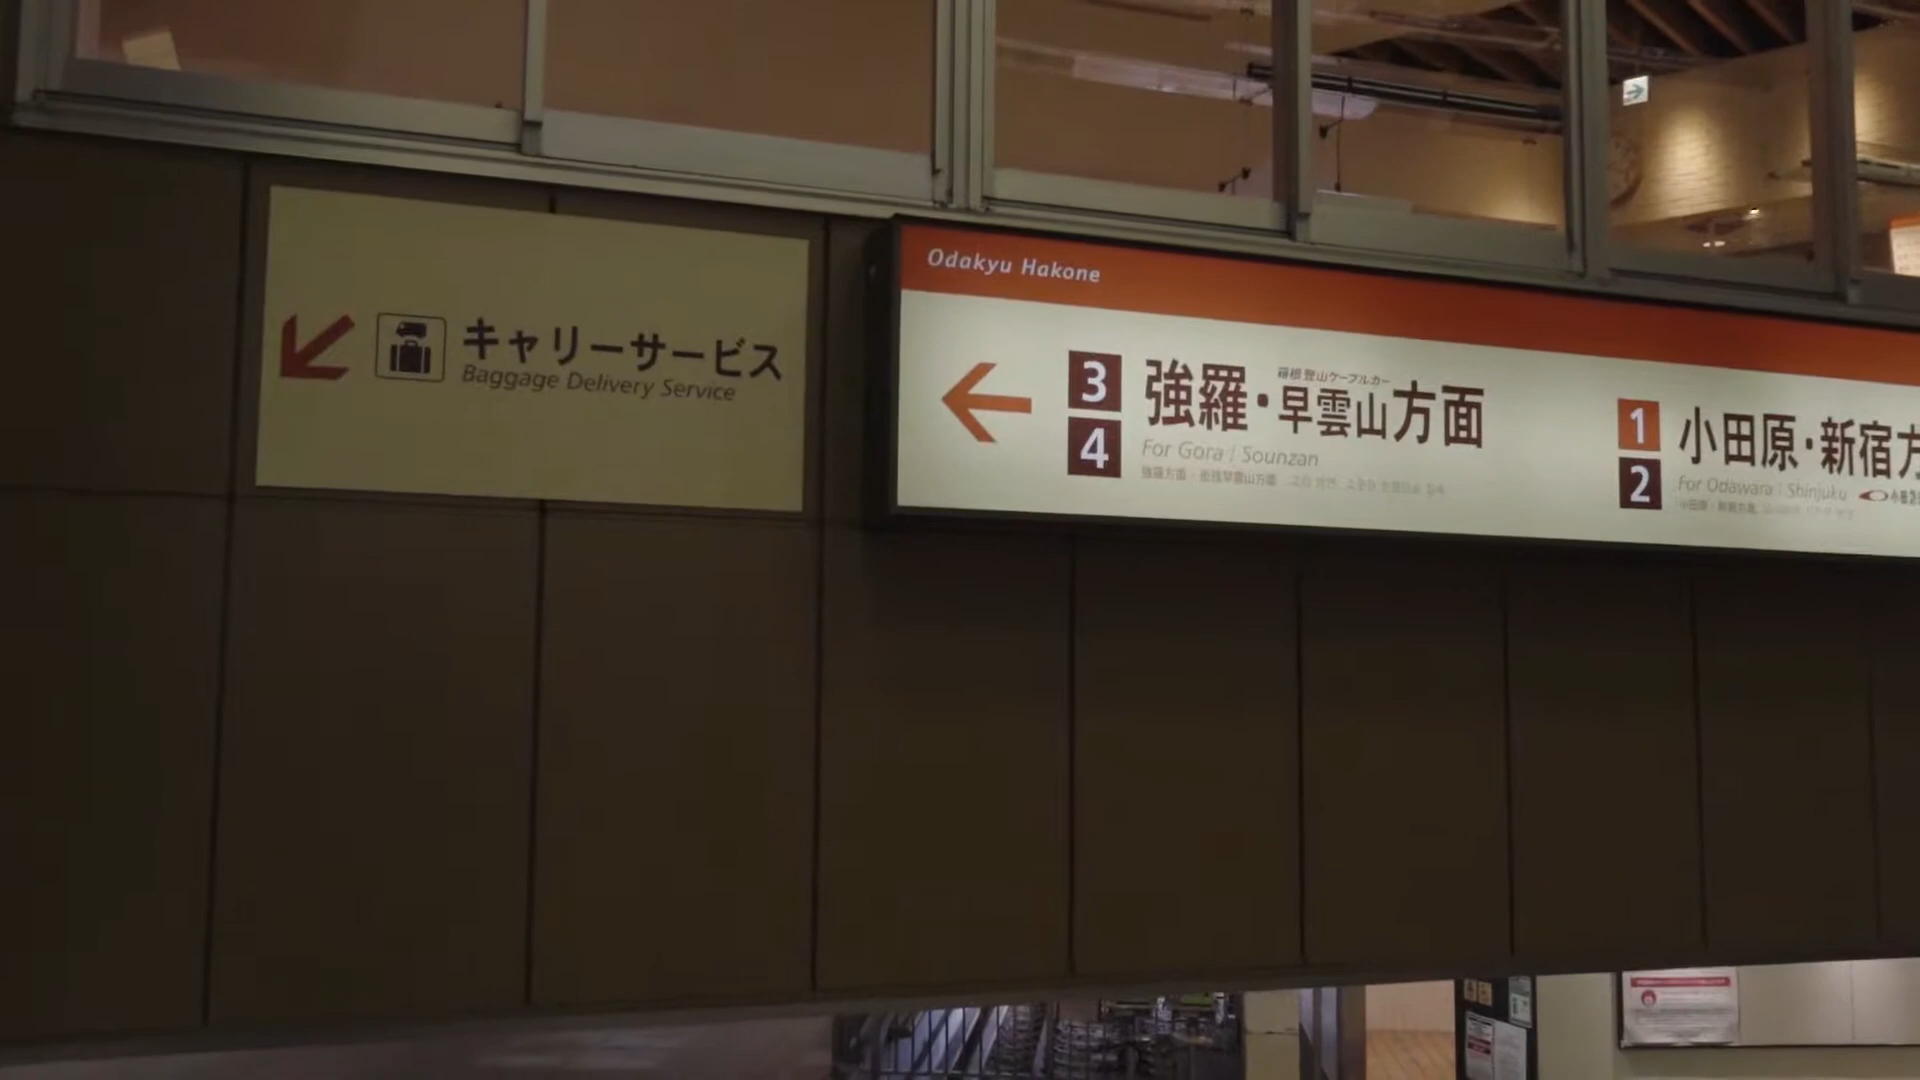 キャリーサービス
Baggage Delivery Service
Odakyu Hakone
3
4
箱根登山ケーブルカー
強羅・早雲山方面
For Gora | Sounzan
1
2
小田原・新宿方
For Odawara | Shinjuku